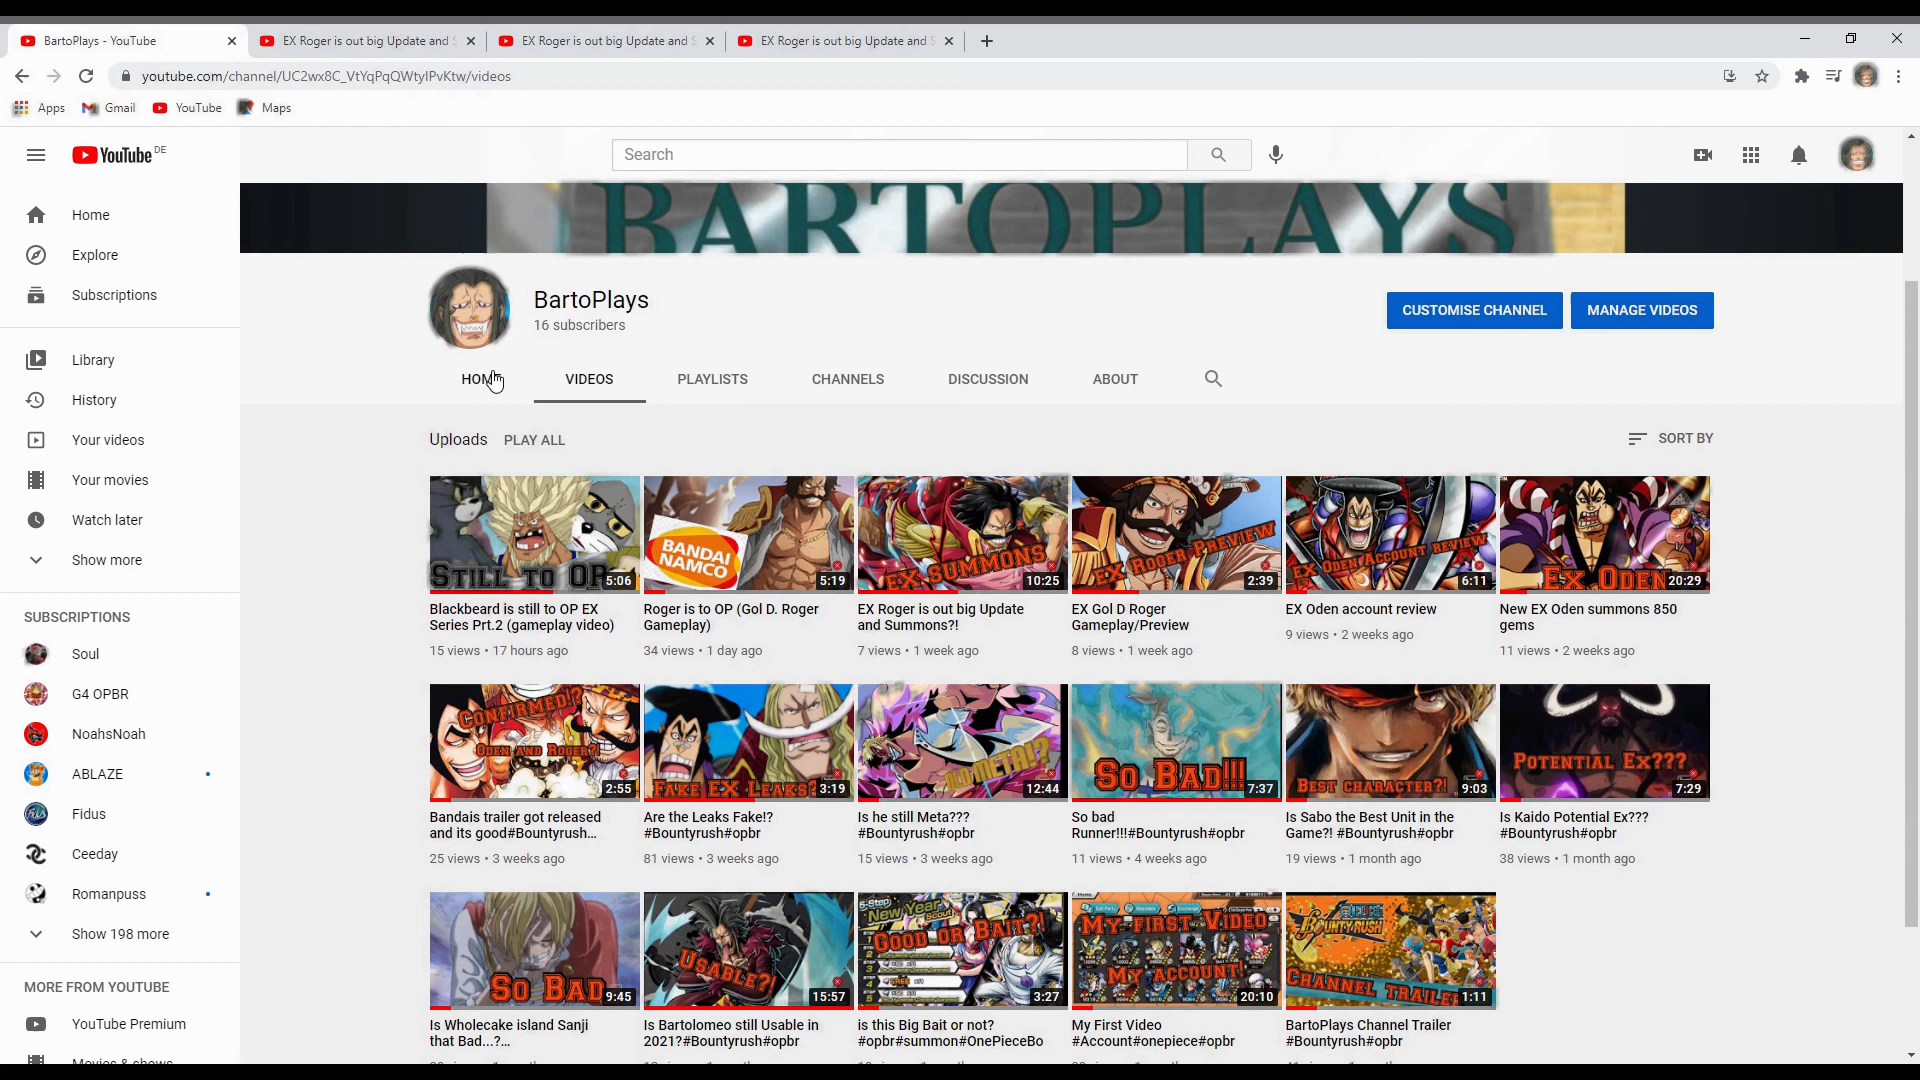 BartoPlays - YouTube
EX Roger is out big Update and S
EX Roger is out big Update and S
EX Roger is out big Update and S
youtube.com/channel/UC2wx8C_VtYqPqQWtyIPvKtw/videos
Apps
Gmail
YouTube
Maps
YouTube DE
Search
BARTOPLAYS
BartoPlays
16 subscribers
CUSTOMISE CHANNEL
MANAGE VIDEOS
HOME
VIDEOS
PLAYLISTS
CHANNELS
DISCUSSION
ABOUT
Home
Explore
Subscriptions
Library
History
Your videos
Your movies
Watch later
Show more
SUBSCRIPTIONS
Soul
G4 OPBR
NoahsNoah
ABLAZE
Fidus
Ceeday
Romanpuss
Show 198 more
MORE FROM YOUTUBE
YouTube Premium
Movies & shows
Uploads
PLAY ALL
SORT BY
STILL TO OP
5:06
Blackbeard is still to OP EX
Series Prt.2 (gameplay video)
15 views • 17 hours ago
BANDAI
NAMCO
5:19
Roger is to OP (Gol D. Roger
Gameplay)
34 views • 1 day ago
EX SUMMONS
10:25
EX Roger is out big Update
and Summons?!
7 views • 1 week ago
EX ROGER PREVIEW
2:39
EX Gol D Roger
Gameplay/Preview
8 views • 1 week ago
EX ODEN ACCOUNT REVIEW
6:11
EX Oden account review
9 views • 2 weeks ago
EX ODEN
20:29
New EX Oden summons 850
gems
11 views • 2 weeks ago
CONFIRMED!?
ODEN AND ROGER?!
2:55
Bandais trailer got released
and its good#Bountyrush...
25 views • 3 weeks ago
FAKE EX LEAKS?
3:19
Are the Leaks Fake!?
#Bountyrush#opbr
81 views • 3 weeks ago
OLD META!?
12:44
Is he still Meta???
#Bountyrush#opbr
15 views • 3 weeks ago
SO BAD!!!
7:37
So bad
Runner!!!#Bountyrush#opbr
11 views • 4 weeks ago
BEST CHARACTER?!
9:03
Is Sabo the Best Unit in the
Game?! #Bountyrush#opbr
19 views • 1 month ago
POTENTIAL EX???
7:29
Is Kaido Potential Ex???
#Bountyrush#opbr
38 views • 1 month ago
SO BAD
9:45
Is Wholecake island Sanji
that Bad...?...
USABLE?!
15:57
Is Bartolomeo still Usable in
2021?#Bountyrush#opbr
5-Step
New Year
Scout
GOOD OR BAIT?!
3:27
is this Big Bait or not?
#opbr#summon#OnePieceBo
MY FIRST VIDEO
MY ACCOUNT!
20:10
My First Video
#Account#onepiece#opbr
BOUNTY RUSH
CHANNEL TRAILER
1:11
BartoPlays Channel Trailer
#Bountyrush#opbr